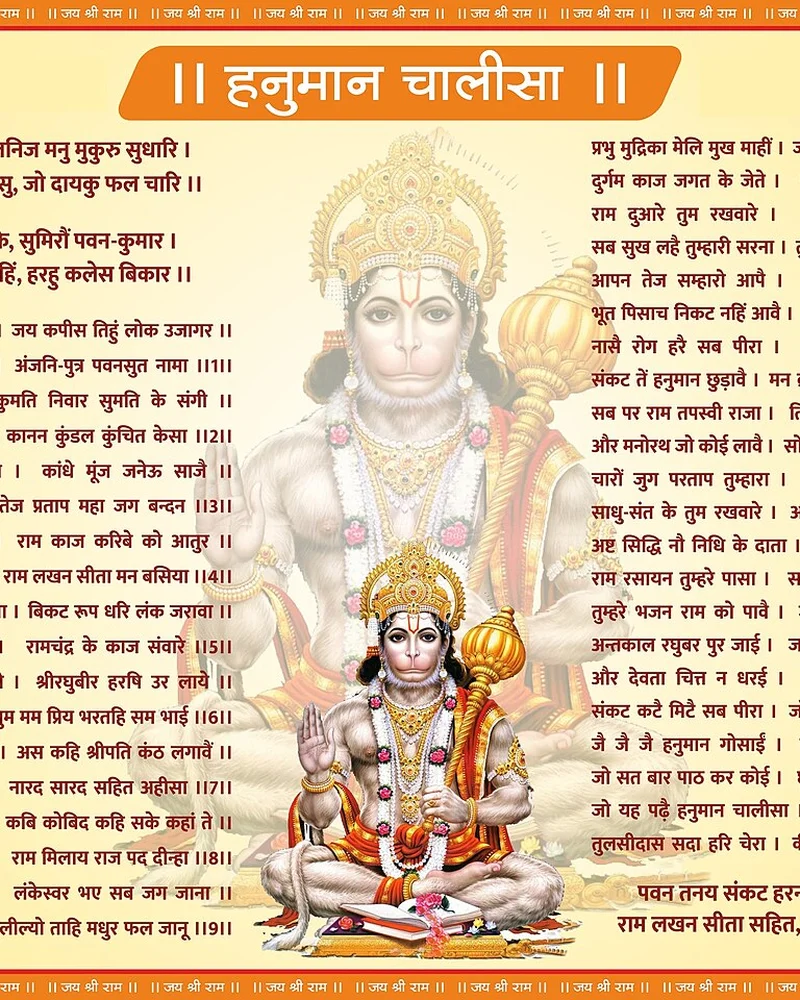 ।। जय श्री राम ।। ।। जय श्री राम ।। ।। जय श्री राम ।। ।। जय श्री राम ।। ।। जय श्री राम ।। ।। जय श्री राम ।। ।। जय श्री राम ।।
।। हनुमान चालीसा ।।
मनु मुकुरु सुधारि ।
जो दायकु फल चारि ।।
सुमिरौं पवन-कुमार ।
हरहु कलेस बिकार ।।
। जय कपीस तिहुं लोक उजागर ।।
अंजनि-पुत्र पवनसुत नामा ।।1।।
कुमति निवार सुमति के संगी ।।
कानन कुंडल कुंचित केसा ।।2।।
। कांधे मूंज जनेऊ साजै ।।
तेज प्रताप महा जग बन्दन ।।3।।
राम काज करिबे को आतुर ।।
राम लखन सीता मन बसिया ।।4।।
। बिकट रूप धरि लंक जरावा ।।
। रामचंद्र के काज संवारे ।।5।।
। श्रीरघुबीर हरषि उर लाये ।।
मम प्रिय भरतहि सम भाई ।।6।।
। अस कहि श्रीपति कंठ लगावैं ।।
नारद सारद सहित अहीसा ।।7।।
कबि कोबिद कहि सके कहां ते ।।
राम मिलाय राज पद दीन्हा ।।8।।
लंकेस्वर भए सब जग जाना ।।
लील्यो ताहि मधुर फल जानू ।।9।।
प्रभु मुद्रिका मेलि मुख माहीं ।
दुर्गम काज जगत के जेते ।
राम दुआरे तुम रखवारे ।
सब सुख लहै तुम्हारी सरना ।
आपन तेज सम्हारो आपै ।
भूत पिसाच निकट नहिं आवै ।
नासै रोग हरै सब पीरा ।
संकट तें हनुमान छुड़ावै । मन
सब पर राम तपस्वी राजा ।
और मनोरथ जो कोई लावै ।
चारों जुग परताप तुम्हारा ।
साधु-संत के तुम रखवारे ।
अष्ट सिद्धि नौ निधि के दाता ।
राम रसायन तुम्हरे पासा ।
तुम्हरे भजन राम को पावै ।
अन्तकाल रघुबर पुर जाई ।
और देवता चित्त न धरई ।
संकट कटै मिटै सब पीरा ।
जै जै जै हनुमान गोसाईं ।
जो सत बार पाठ कर कोई ।
जो यह पढ़ै हनुमान चालीसा ।
तुलसीदास सदा हरि चेरा ।
पवन तनय संकट
राम लखन सीता सहित,
।। जय श्री राम ।। ।। जय श्री राम ।। ।। जय श्री राम ।। ।। जय श्री राम ।। ।। जय श्री राम ।। ।। जय श्री राम ।। ।। जय श्री राम ।।